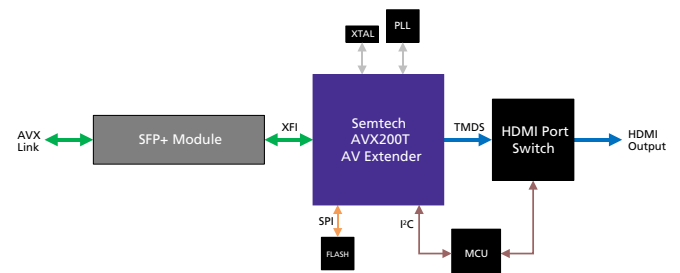 XTAL
PLL
AVX
Link
SFP+ Module
XFI
Semtech
AVX200T
AV Extender
TMDS
HDMI Port
Switch
HDMI
Output
SPI
I²C
FLASH
MCU